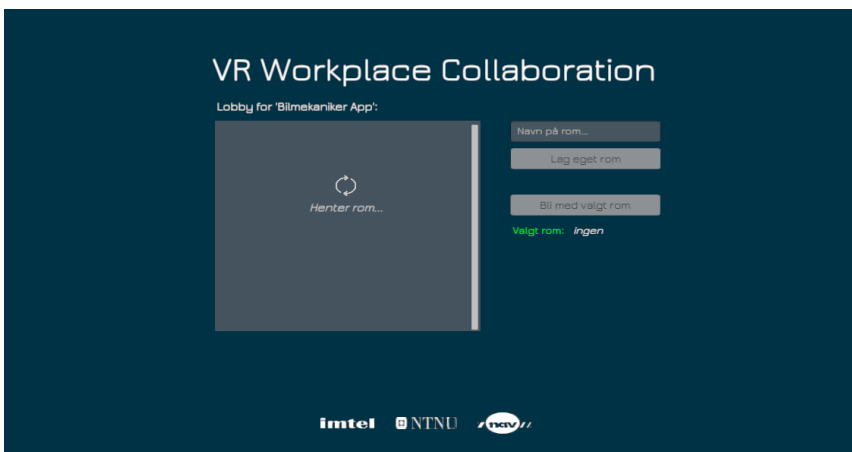 VR Workplace Collaboration
Lobby for 'Bilmekaniker App':
Henter rom...
Navn på rom...
Lag eget rom
Bli med valgt rom
Valgt rom: Ingen
imtel NTNU nav